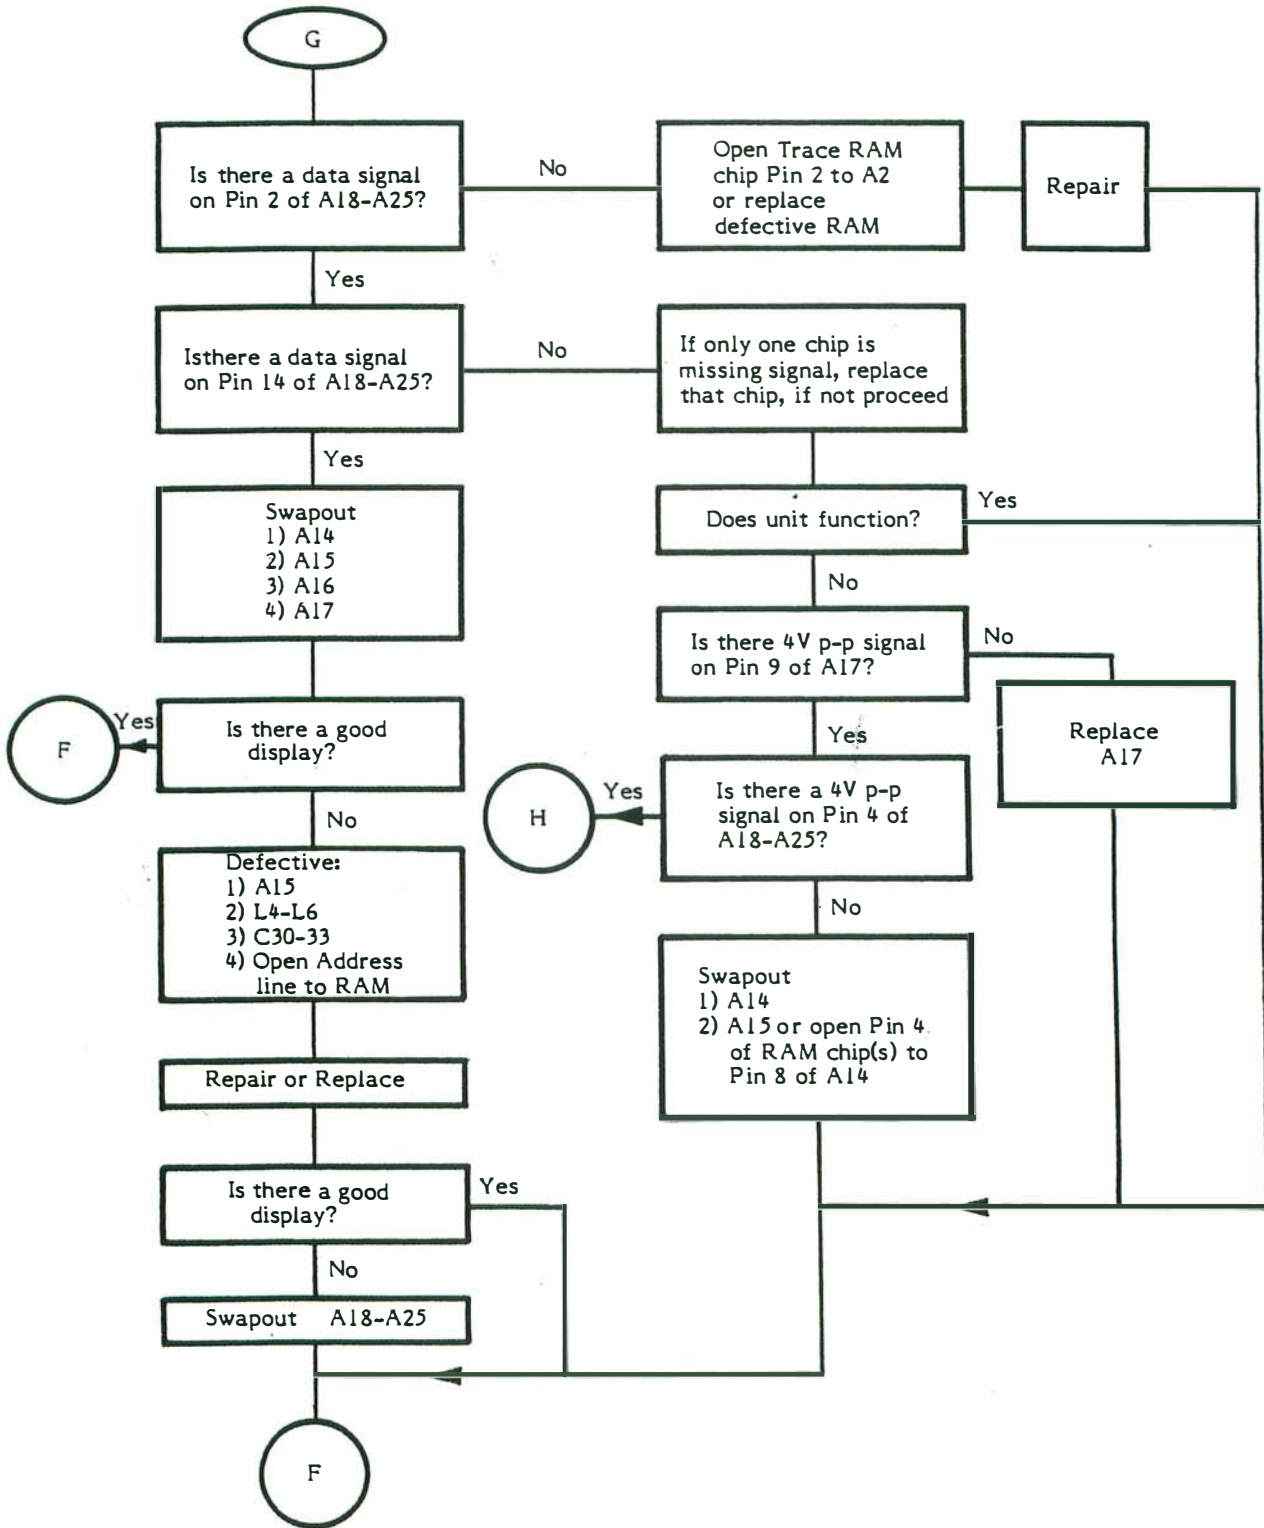 G
Is there a data signal
on Pin 2 of A18-A25?
No
Open Trace RAM
chip Pin 2 to A2
or replace
defective RAM
Repair
Yes
Isthere a data signal
on Pin 14 of A18-A25?
No
If only one chip is
missing signal, replace
that chip, if not proceed
Yes
Swapout
1) A14
2) A15
3) A16
4) A17
Does unit function?
Yes
No
Is there 4V p-p signal
on Pin 9 of A17?
No
Replace
A17
Yes
F
Yes
Is there a good
display?
No
H
Yes
Is there a 4V p-p
signal on Pin 4 of
A18-A25?
No
Defective:
1) A15
2) L4-L6
3) C30-33
4) Open Address
line to RAM
Swapout
1) A14
2) A15 or open Pin 4
of RAM chip(s) to
Pin 8 of A14
Repair or Replace
Is there a good
display?
Yes
No
Swapout A18-A25
F